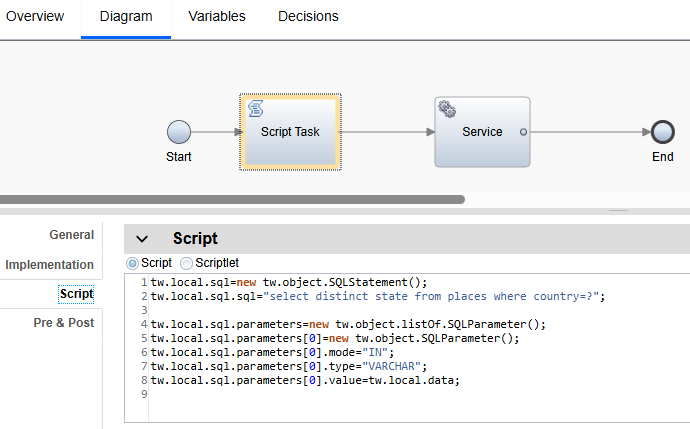 Overview Diagram Variables Decisions
Script Task
Service
Start
End
General
Implementation
Script
Pre & Post
Script
Script Scriptlet
1 tw.local.sql=new tw.object.SQLStatement();
2 tw.local.sql.sql="select distinct state from places where country=?";
3
4 tw.local.sql.parameters=new tw.object.listOf.SQLParameter();
5 tw.local.sql.parameters[0]=new tw.object.SQLParameter();
6 tw.local.sql.parameters[0].mode="IN";
7 tw.local.sql.parameters[0].type="VARCHAR";
8 tw.local.sql.parameters[0].value=tw.local.data;
9